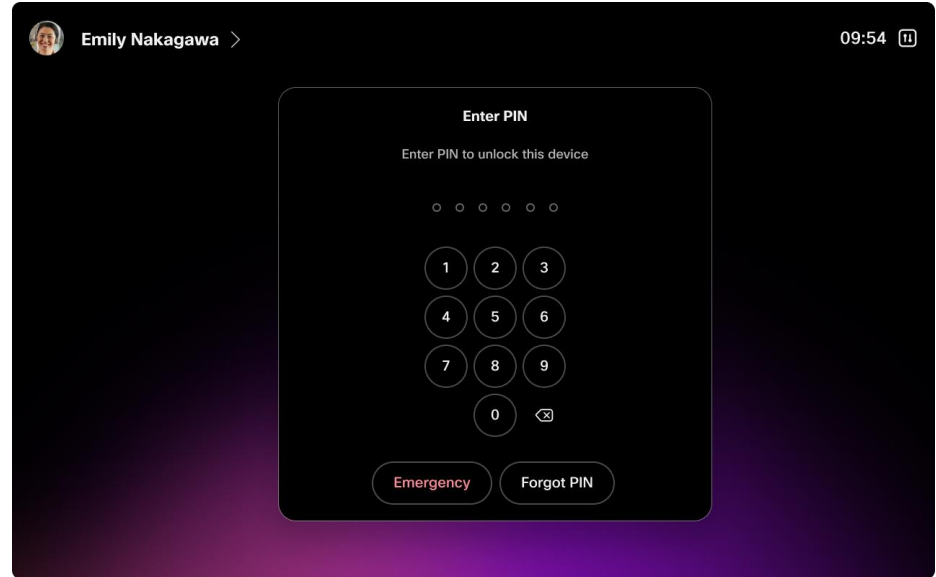 Emily Nakagawa
09:54
Enter PIN
Enter PIN to unlock this device
1 2 3
4 5 6
7 8 9
0
Emergency Forgot PIN